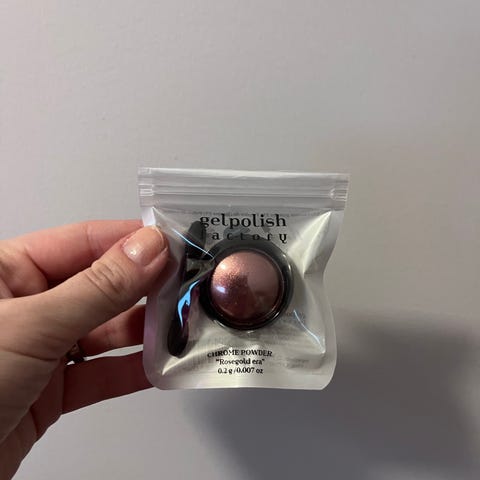 gelpolish
factory
CHROME POWDER
"Rosegold era"
0.2 g/0.007 oz